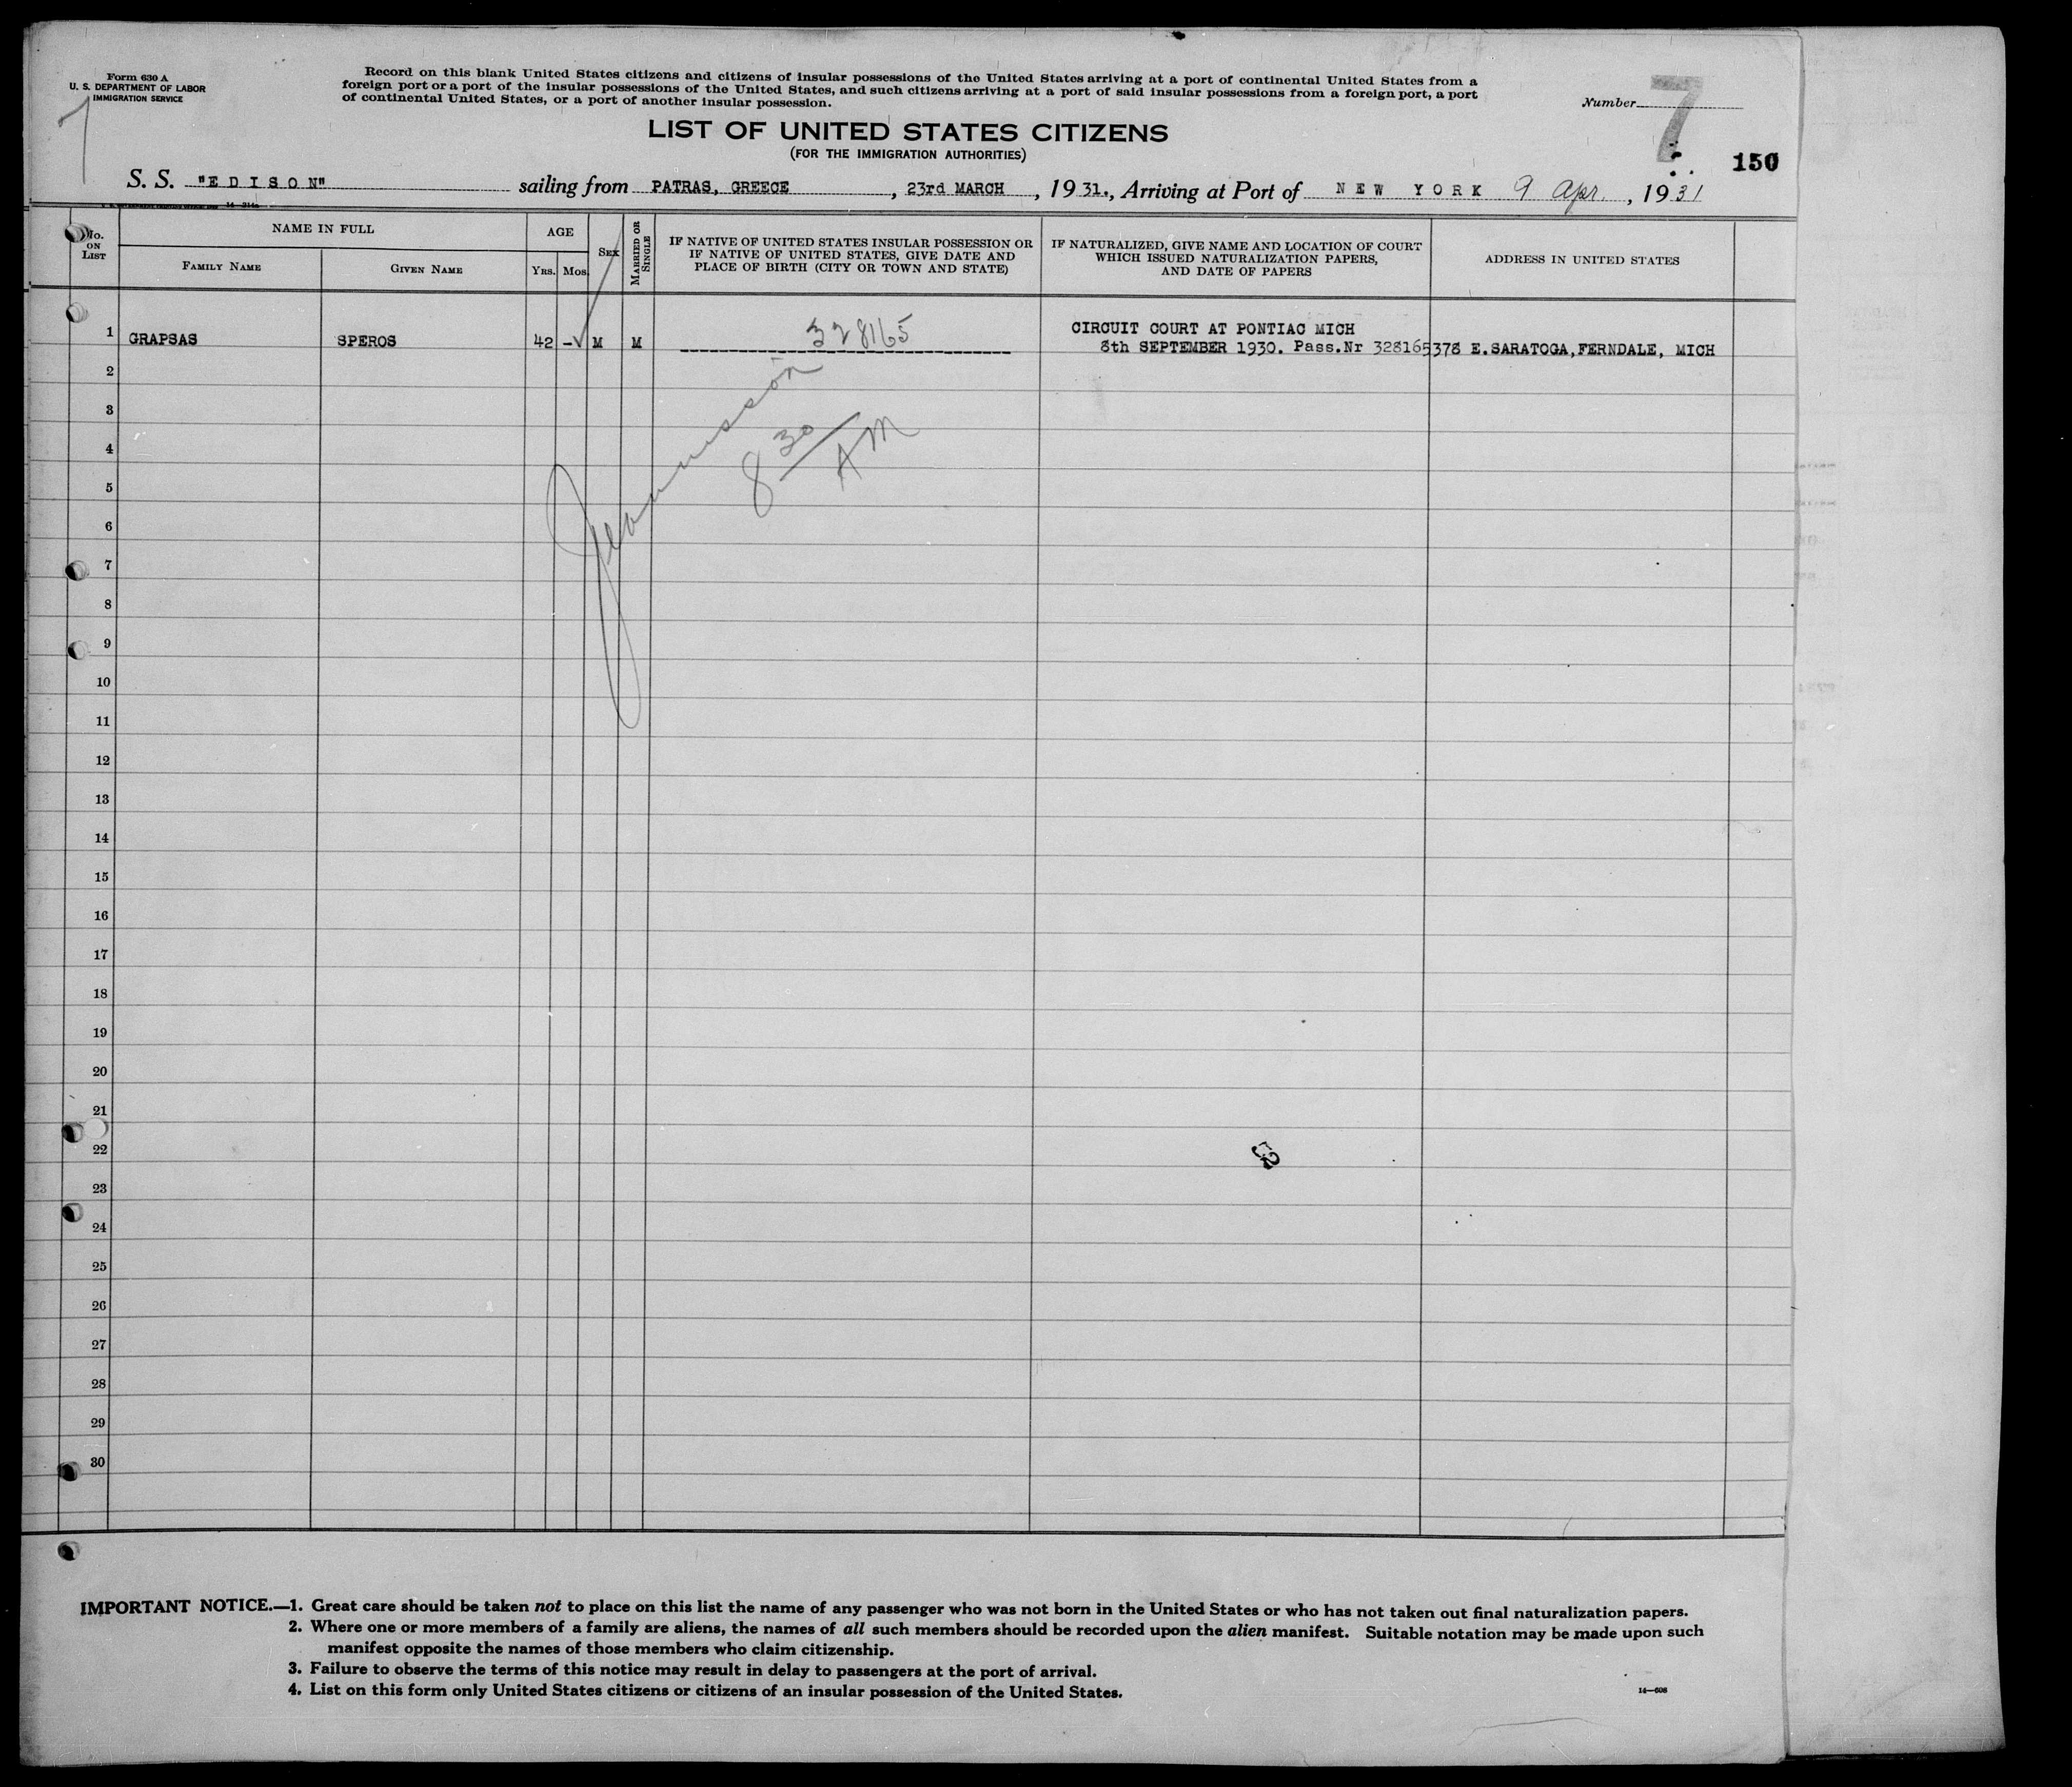 Form 630 A
U. S. DEPARTMENT OF LABOR
IMMIGRATION SERVICE
Record on this blank United States citizens and citizens of insular possessions of the United States arriving at a port of continental United States from a
foreign port or a port of the insular possessions of the United States, and such citizens arriving at a port of said insular possessions from a foreign port, a port
of continental United States, or a port of another insular possession.
Number 7
LIST OF UNITED STATES CITIZENS
(FOR THE IMMIGRATION AUTHORITIES)
150
S. S. "EDISON" sailing from PATRAS, GREECE, 23rd MARCH, 1931., Arriving at Port of NEW YORK 9 Apr., 1931
No. ON LIST
NAME IN FULL
FAMILY NAME
GIVEN NAME
AGE
YRS. MOS.
SEX
MARRIED OR SINGLE
IF NATIVE OF UNITED STATES INSULAR POSSESSION OR
IF NATIVE OF UNITED STATES, GIVE DATE AND
PLACE OF BIRTH (CITY OR TOWN AND STATE)
IF NATURALIZED, GIVE NAME AND LOCATION OF COURT
WHICH ISSUED NATURALIZATION PAPERS,
AND DATE OF PAPERS
ADDRESS IN UNITED STATES
1 GRAPSAS SPEROS 42 - M M 328165
CIRCUIT COURT AT PONTIAC MICH
8th SEPTEMBER 1930. Pass.Nr 328165 378 E.SARATOGA, FERNDALE, MICH
8 30 AM
2
3
4
5
6
7
8
9
10
11
12
13
14
15
16
17
18
19
20
21
22
23
24
25
26
27
28
29
30
IMPORTANT NOTICE.—1. Great care should be taken not to place on this list the name of any passenger who was not born in the United States or who has not taken out final naturalization papers.
2. Where one or more members of a family are aliens, the names of all such members should be recorded upon the alien manifest. Suitable notation may be made upon such
manifest opposite the names of those members who claim citizenship.
3. Failure to observe the terms of this notice may result in delay to passengers at the port of arrival.
4. List on this form only United States citizens or citizens of an insular possession of the United States.
14—608